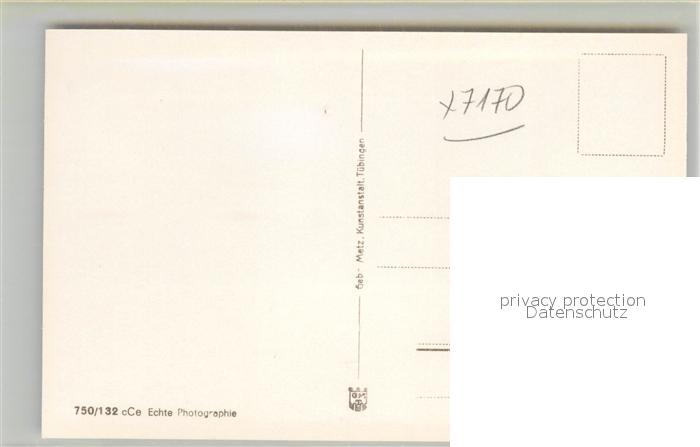 x7170
Gebr. Metz, Kunstanstalt, Tübingen
privacy protection
Datenschutz
750/132 cCe Echte Photographie